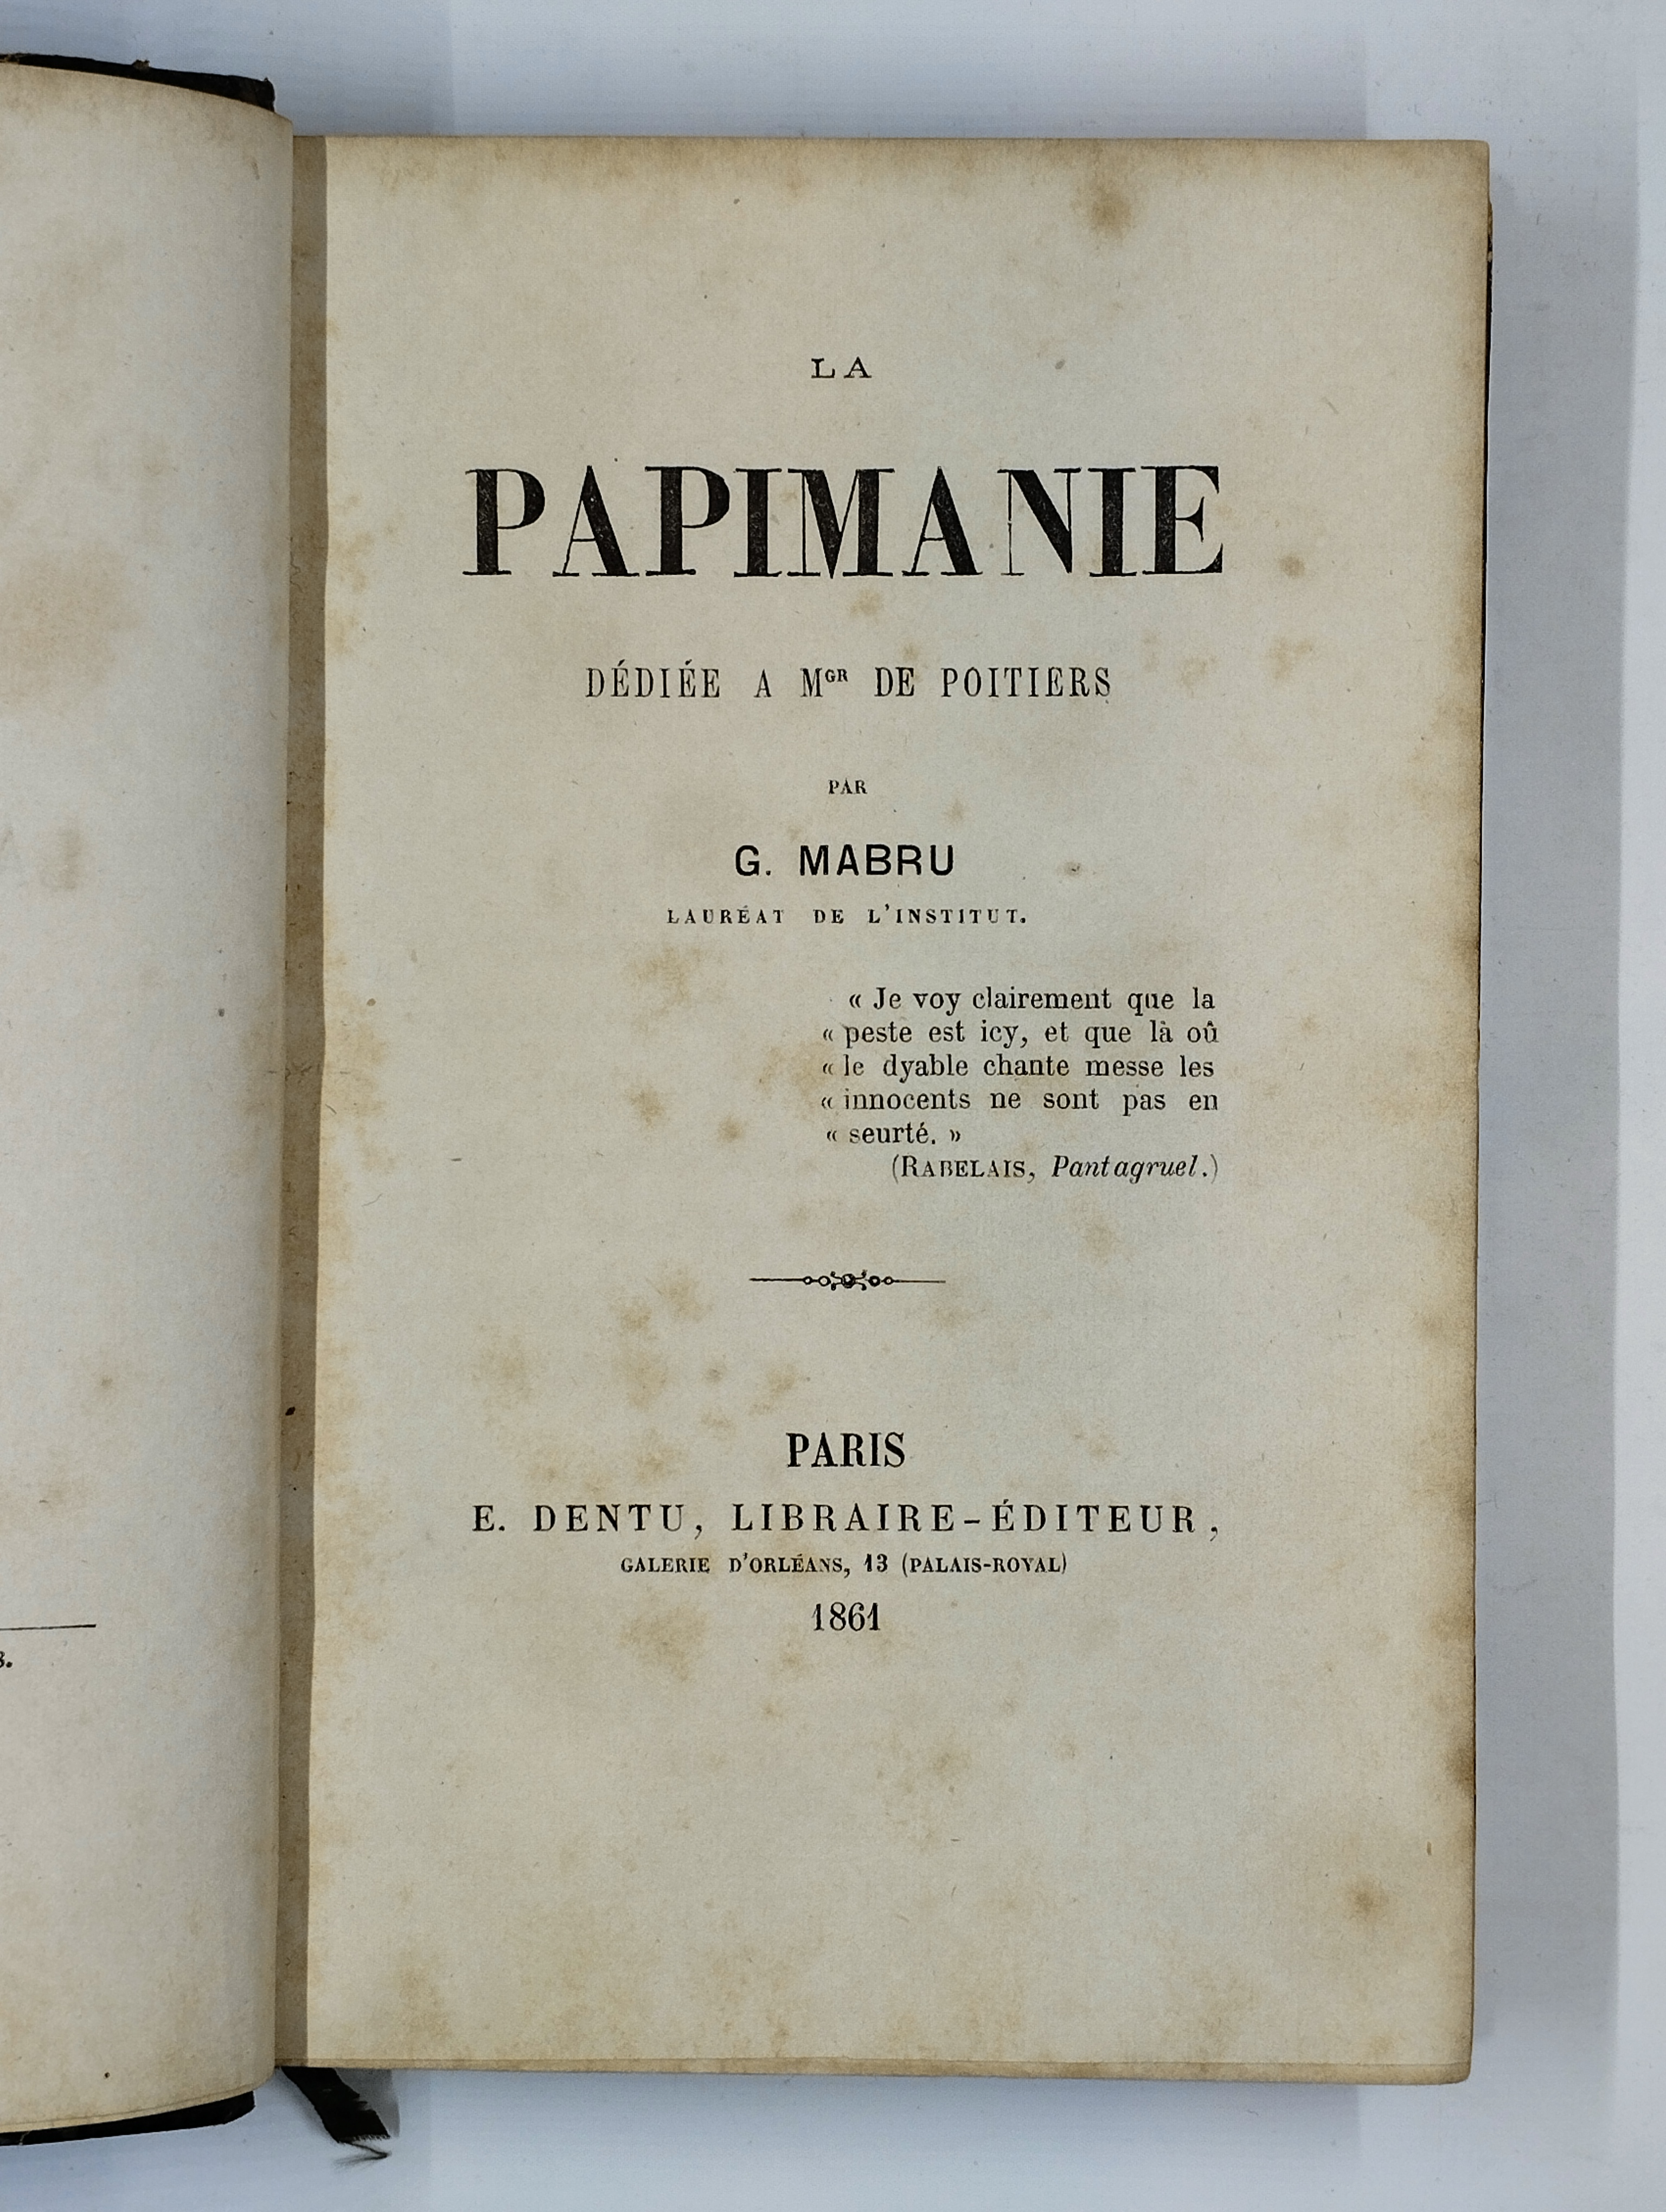 LA
PAPIMANIE
DÉDIÉE A MGR DE POITIERS
PAR
G. MABRU
LAURÉAT DE L'INSTITUT.
« Je voy clairement que la
« peste est icy, et que là oû
« le dyable chante messe les
« innocents ne sont pas en
« seurté. »
(RABELAIS, Pantagruel.)
PARIS
E. DENTU, LIBRAIRE-ÉDITEUR,
GALERIE D'ORLÉANS, 13 (PALAIS-ROYAL)
1861